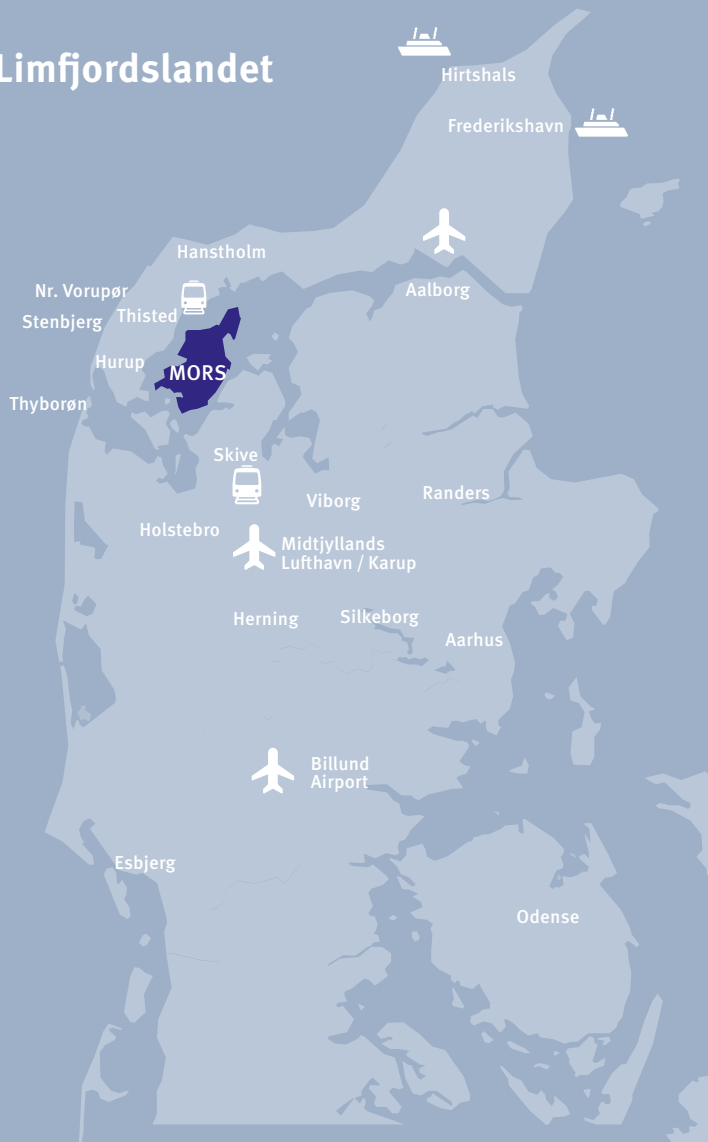 Limfjordslandet
Hirtshals
Frederikshavn
Hanstholm
Aalborg
Nr. Vorupør
Stenbjerg
Thisted
Hurup
MORS
Thyborøn
Skive
Viborg
Randers
Holstebro
Midtjyllands
Lufthavn / Karup
Herning
Silkeborg
Aarhus
Billund
Airport
Esbjerg
Odense